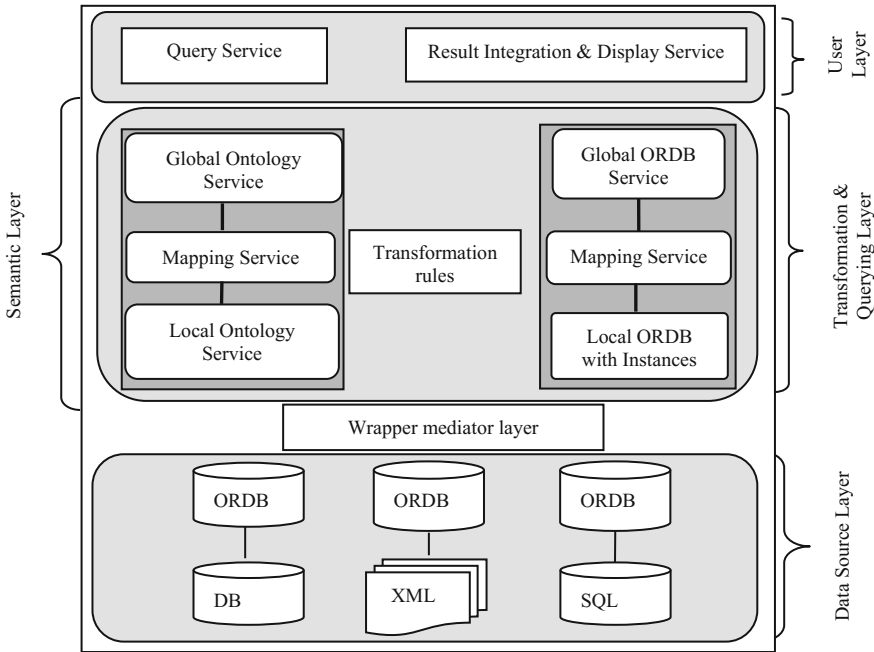 Query Service
Result Integration & Display Service
User
Layer
Semantic Layer
Global Ontology
Service
Mapping Service
Local Ontology
Service
Transformation
rules
Global ORDB
Service
Mapping Service
Local ORDB
with Instances
Transformation &
Querying Layer
Wrapper mediator layer
ORDB
ORDB
ORDB
DB
XML
SQL
Data Source Layer